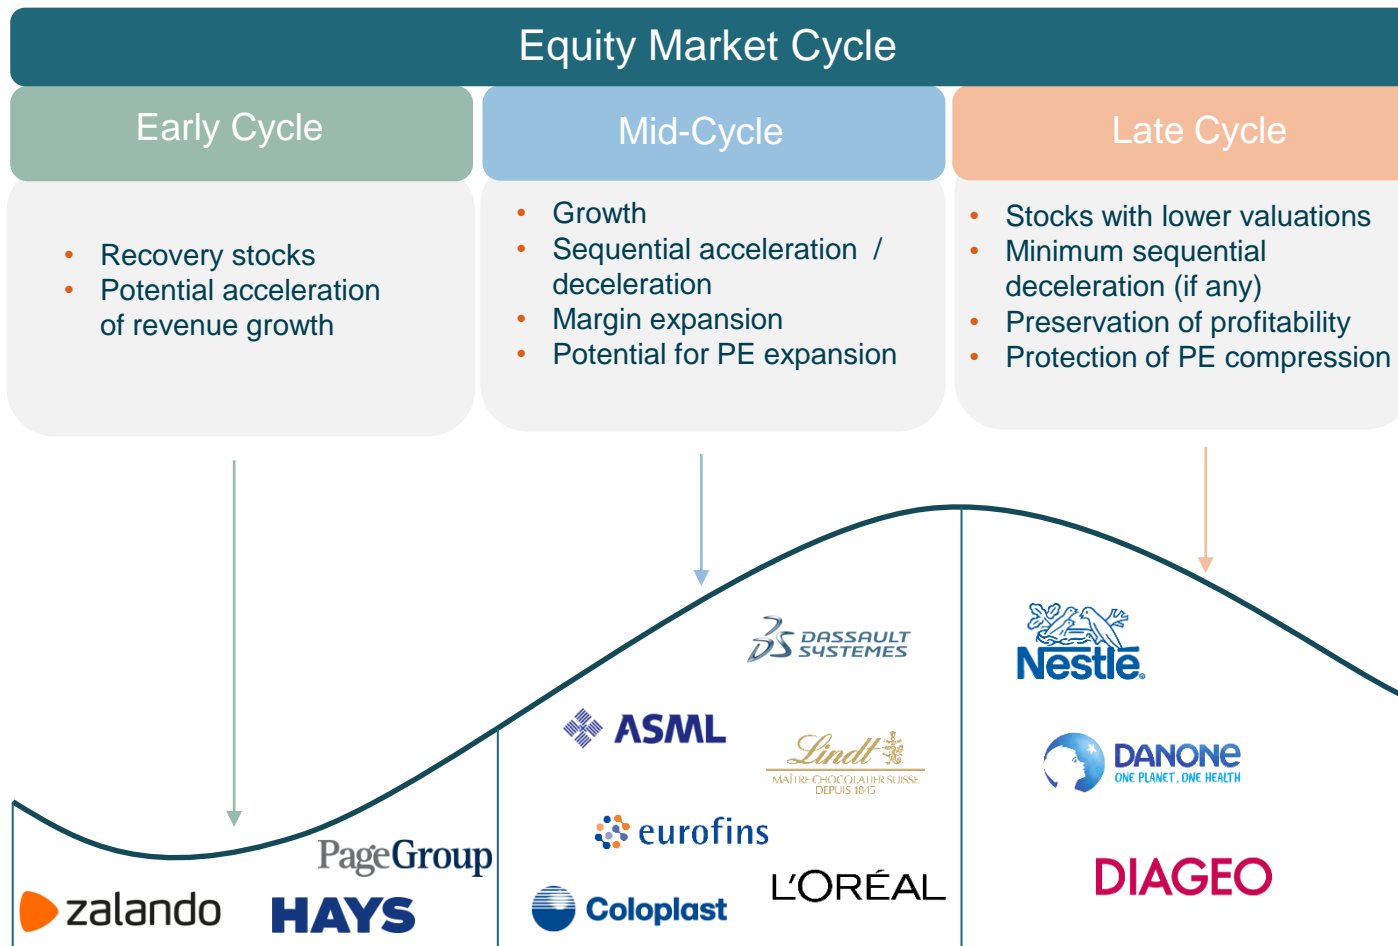 Equity Market Cycle
Early Cycle
• Recovery stocks
• Potential acceleration
of revenue growth
Mid-Cycle
• Growth
• Sequential acceleration /
deceleration
• Margin expansion
• Potential for PE expansion
Late Cycle
• Stocks with lower valuations
• Minimum sequential
deceleration (if any)
• Preservation of profitability
• Protection of PE compression
PageGroup
zalando
HAYS
DASSAULT
SYSTEMES
ASML
Lindt
MAÎTRE CHOCOLATIER SUISSE
DEPUIS 1845
eurofins
Coloplast
L'ORÉAL
Nestlé
DANONE
ONE PLANET. ONE HEALTH
DIAGEO